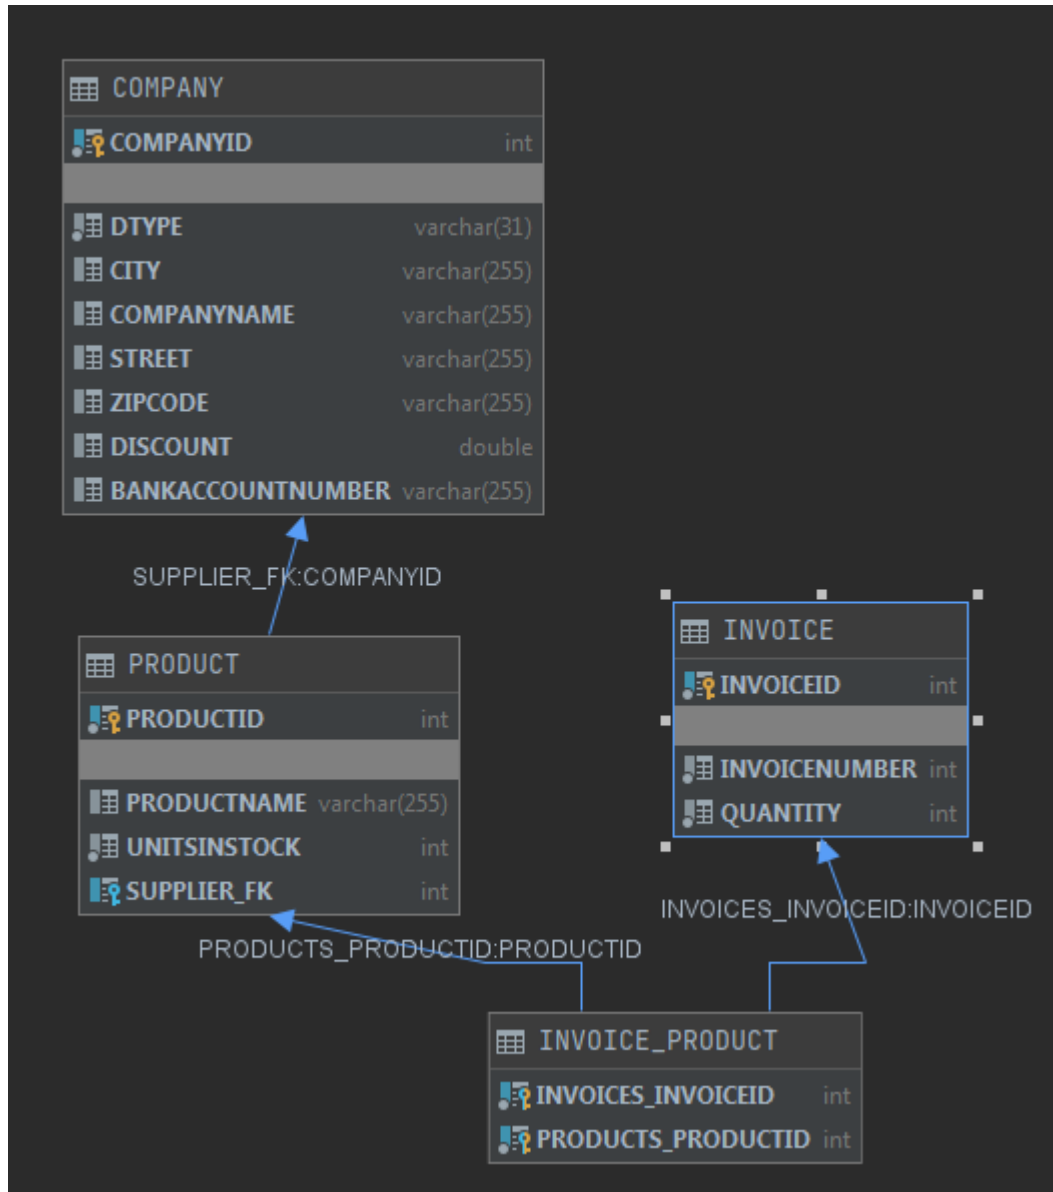 COMPANY
COMPANYID int
DTYPE varchar(31)
CITY varchar(255)
COMPANYNAME varchar(255)
STREET varchar(255)
ZIPCODE varchar(255)
DISCOUNT double
BANKACCOUNTNUMBER varchar(255)
SUPPLIER_FK:COMPANYID
PRODUCT
PRODUCTID int
PRODUCTNAME varchar(255)
UNITSINSTOCK int
SUPPLIER_FK int
INVOICE
INVOICEID int
INVOICENUMBER int
QUANTITY int
INVOICES_INVOICEID:INVOICEID
PRODUCTS_PRODUCTID:PRODUCTID
INVOICE_PRODUCT
INVOICES_INVOICEID int
PRODUCTS_PRODUCTID int